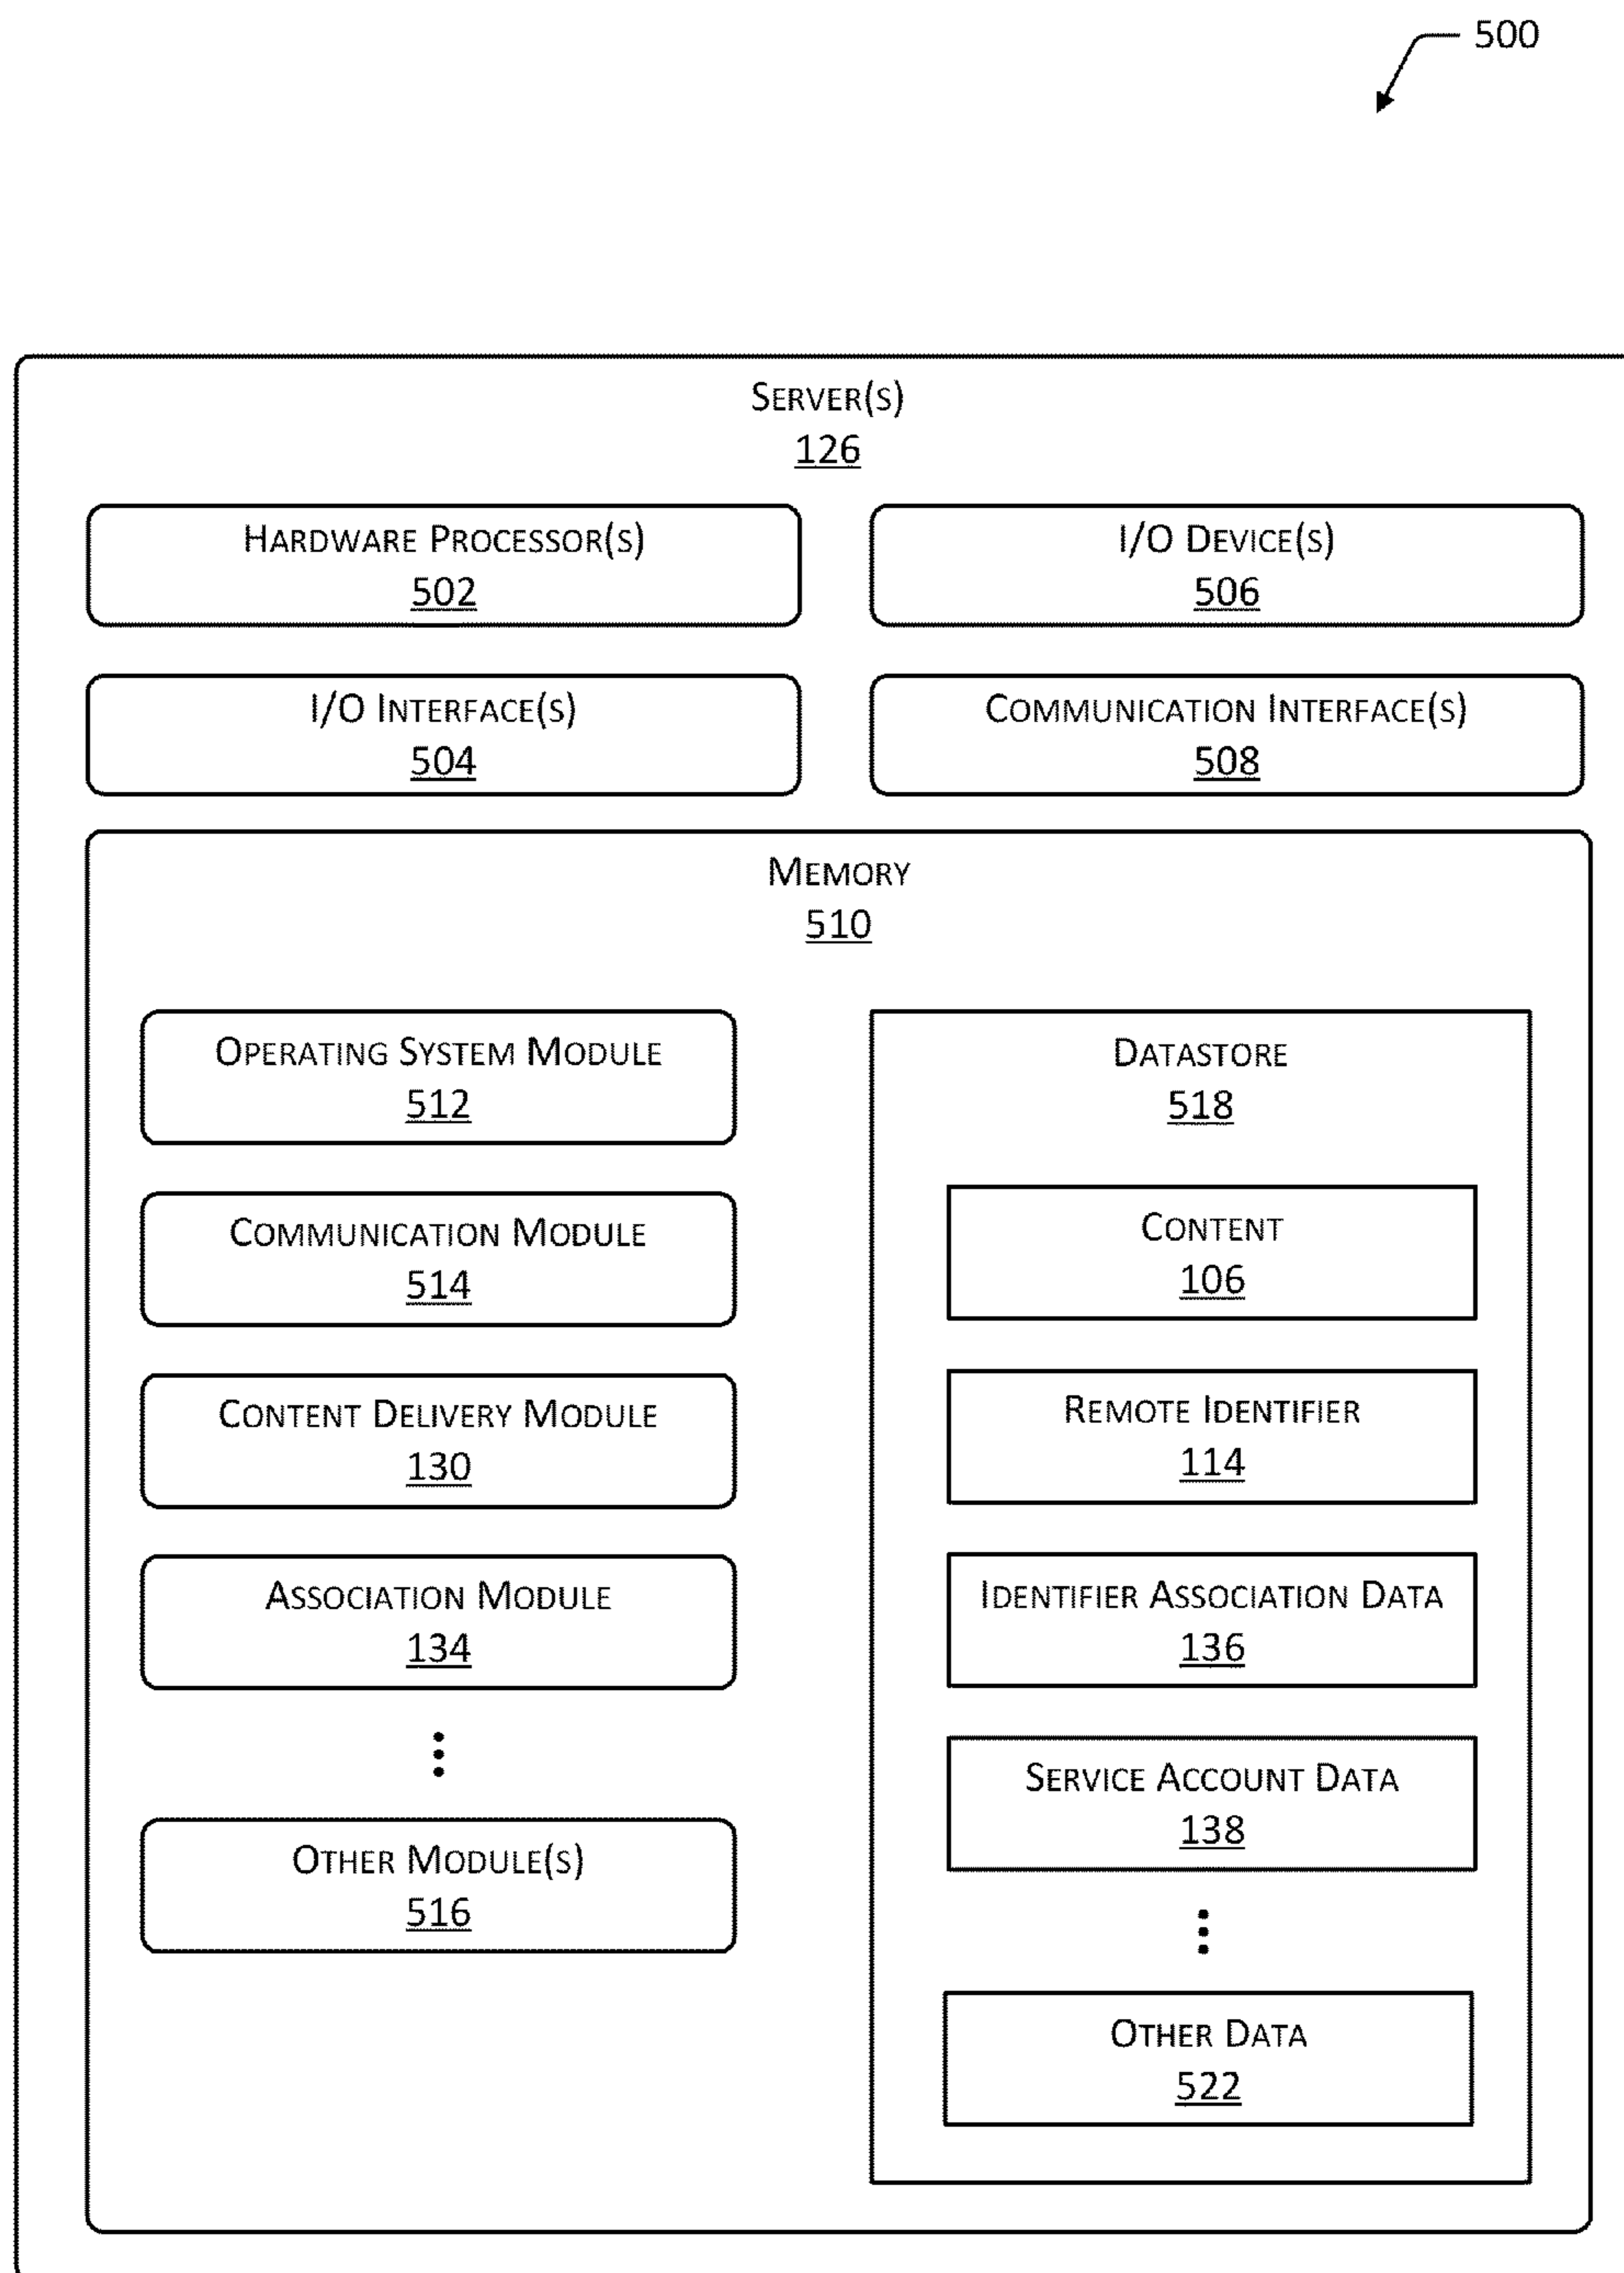 500
SERVER(S)
126
HARDWARE PROCESSOR(S)
502
I/O DEVICE(S)
506
I/O INTERFACE(S)
504
COMMUNICATION INTERFACE(S)
508
MEMORY
510
OPERATING SYSTEM MODULE
512
COMMUNICATION MODULE
514
CONTENT DELIVERY MODULE
130
ASSOCIATION MODULE
134
OTHER MODULE(S)
516
DATASTORE
518
CONTENT
106
REMOTE IDENTIFIER
114
IDENTIFIER ASSOCIATION DATA
136
SERVICE ACCOUNT DATA
138
OTHER DATA
522